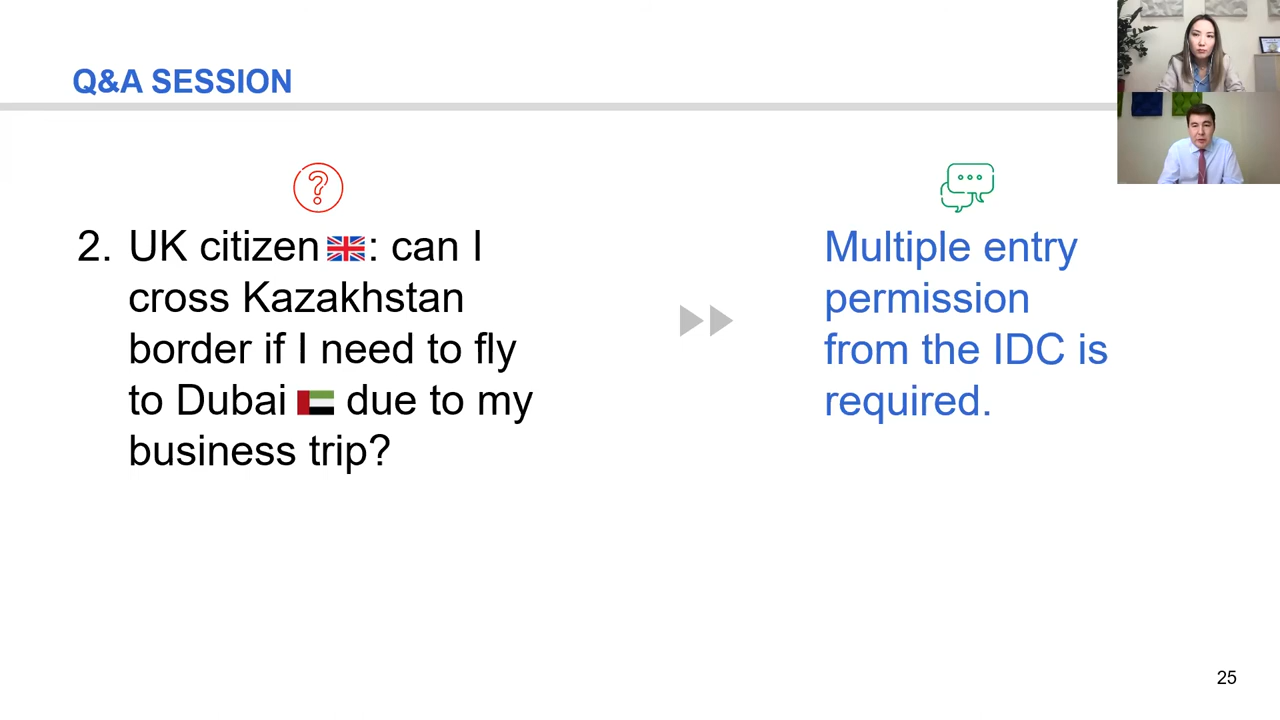 Q&A SESSION
2. UK citizen : can I
cross Kazakhstan
border if I need to fly
to Dubai due to my
business trip?
Multiple entry
permission
from the IDC is
required.
25